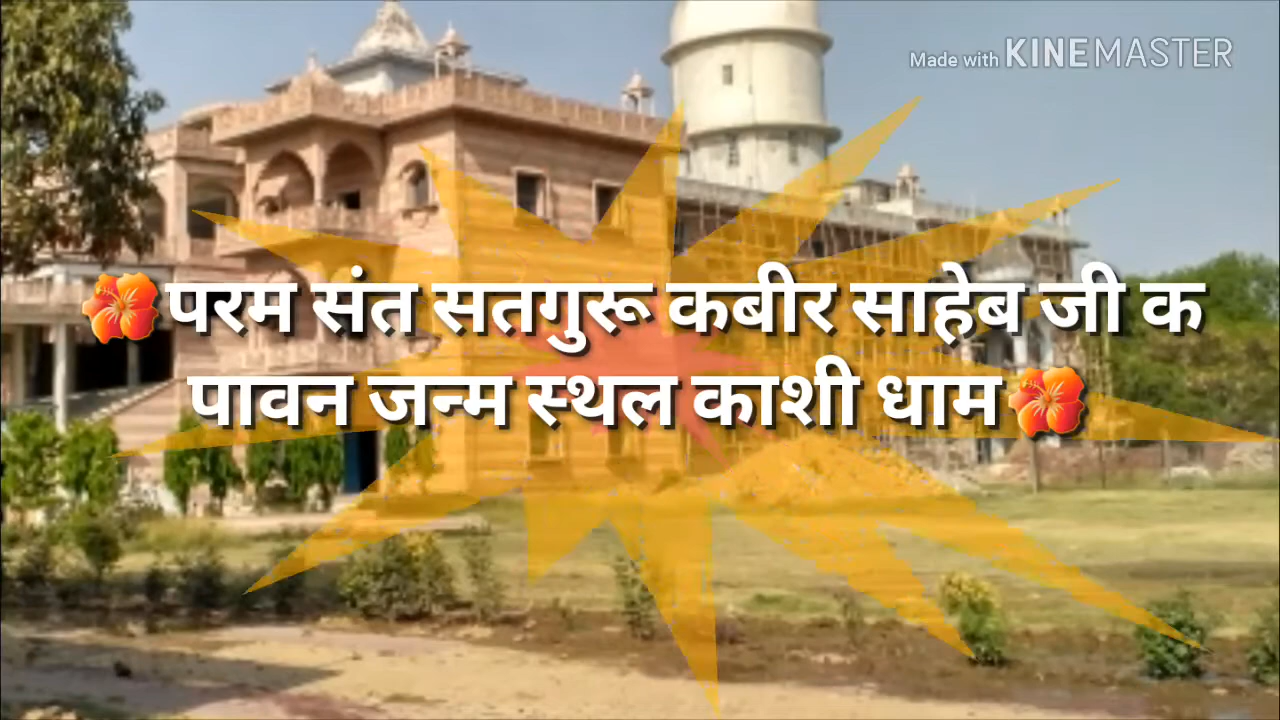 Made with KINEMASTER
🌺परम संत सतगुरू कबीर साहेब जी क
पावन जन्म स्थल काशी धाम🌺